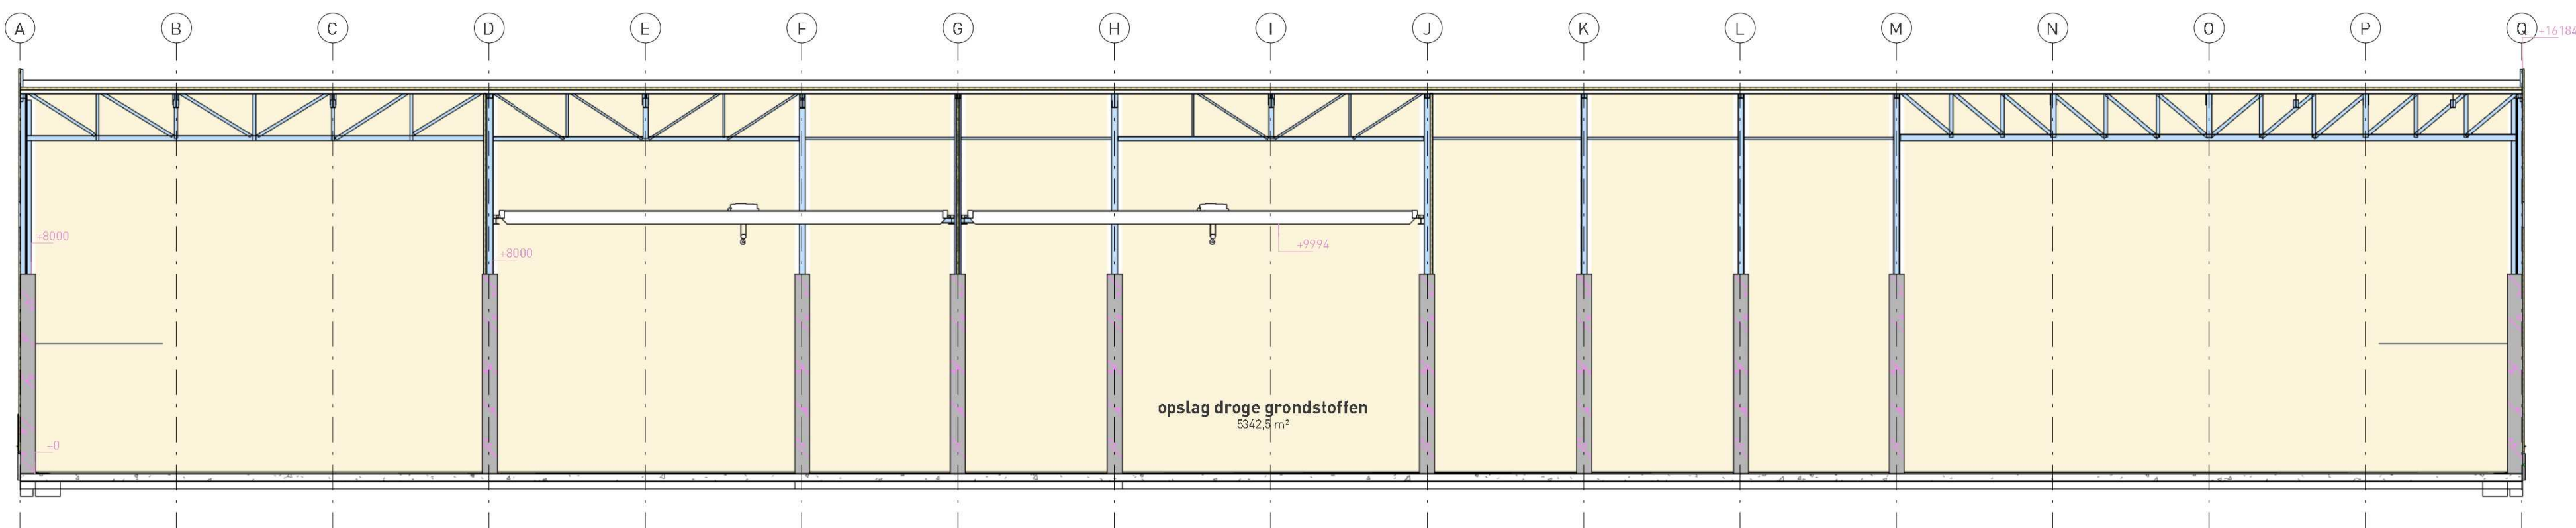 A B C D E F G H I J K L M N O P Q
+16184
+8000
+8000
+9994
opslag droge grondstoffen
5342,5 m²
+0